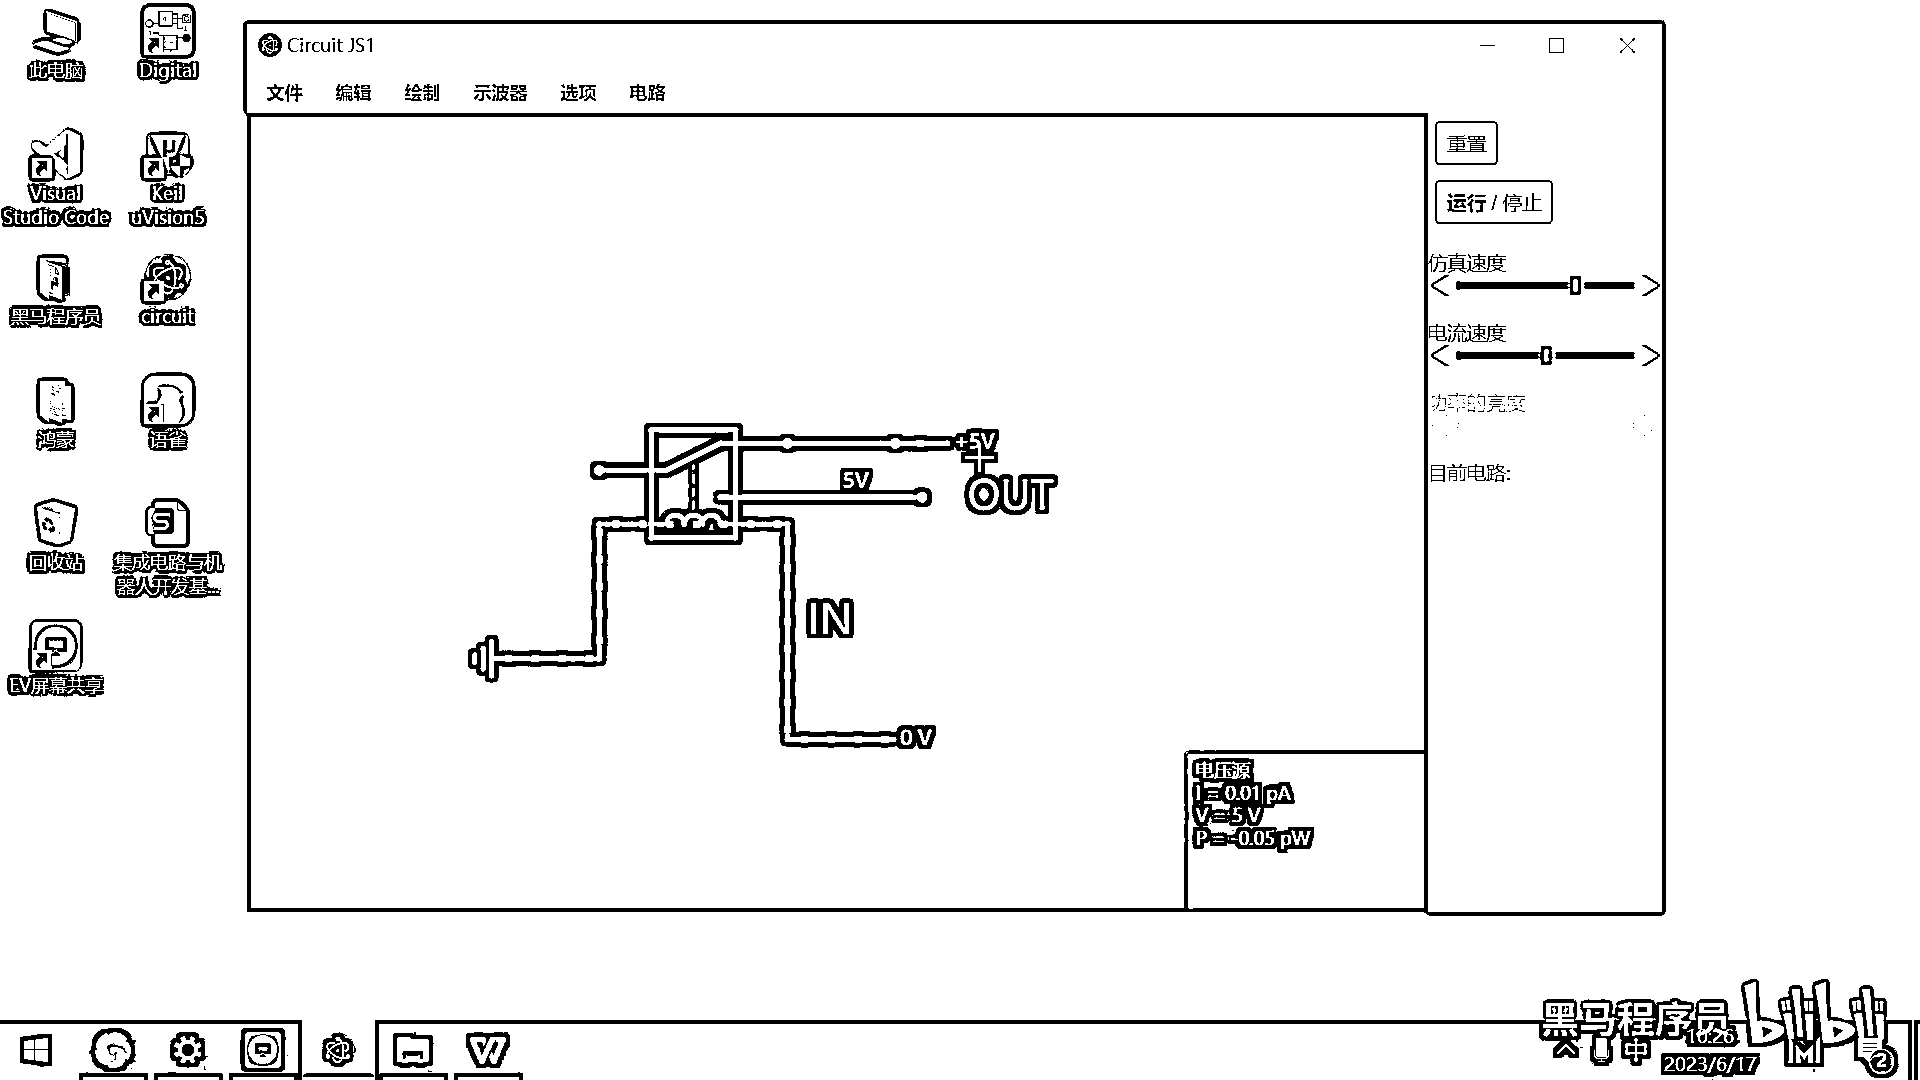 此电脑
Digital
Visual
Studio Code
Keil
uVision5
黑马程序员
circuit
鸿蒙
语雀
回收站
集成电路与机
器人开发基...
EV屏幕共享
Circuit JS1
文件 编辑 绘制 示波器 选项 电路
重置
运行 / 停止
仿真速度
电流速度
功率的亮度
目前电路:
+5V
5V
OUT
IN
0 V
电压源
I = 0.01 pA
V = 5 V
P = -0.05 pW
黑马程序员
bilibili
中
10:26
2023/6/17
2